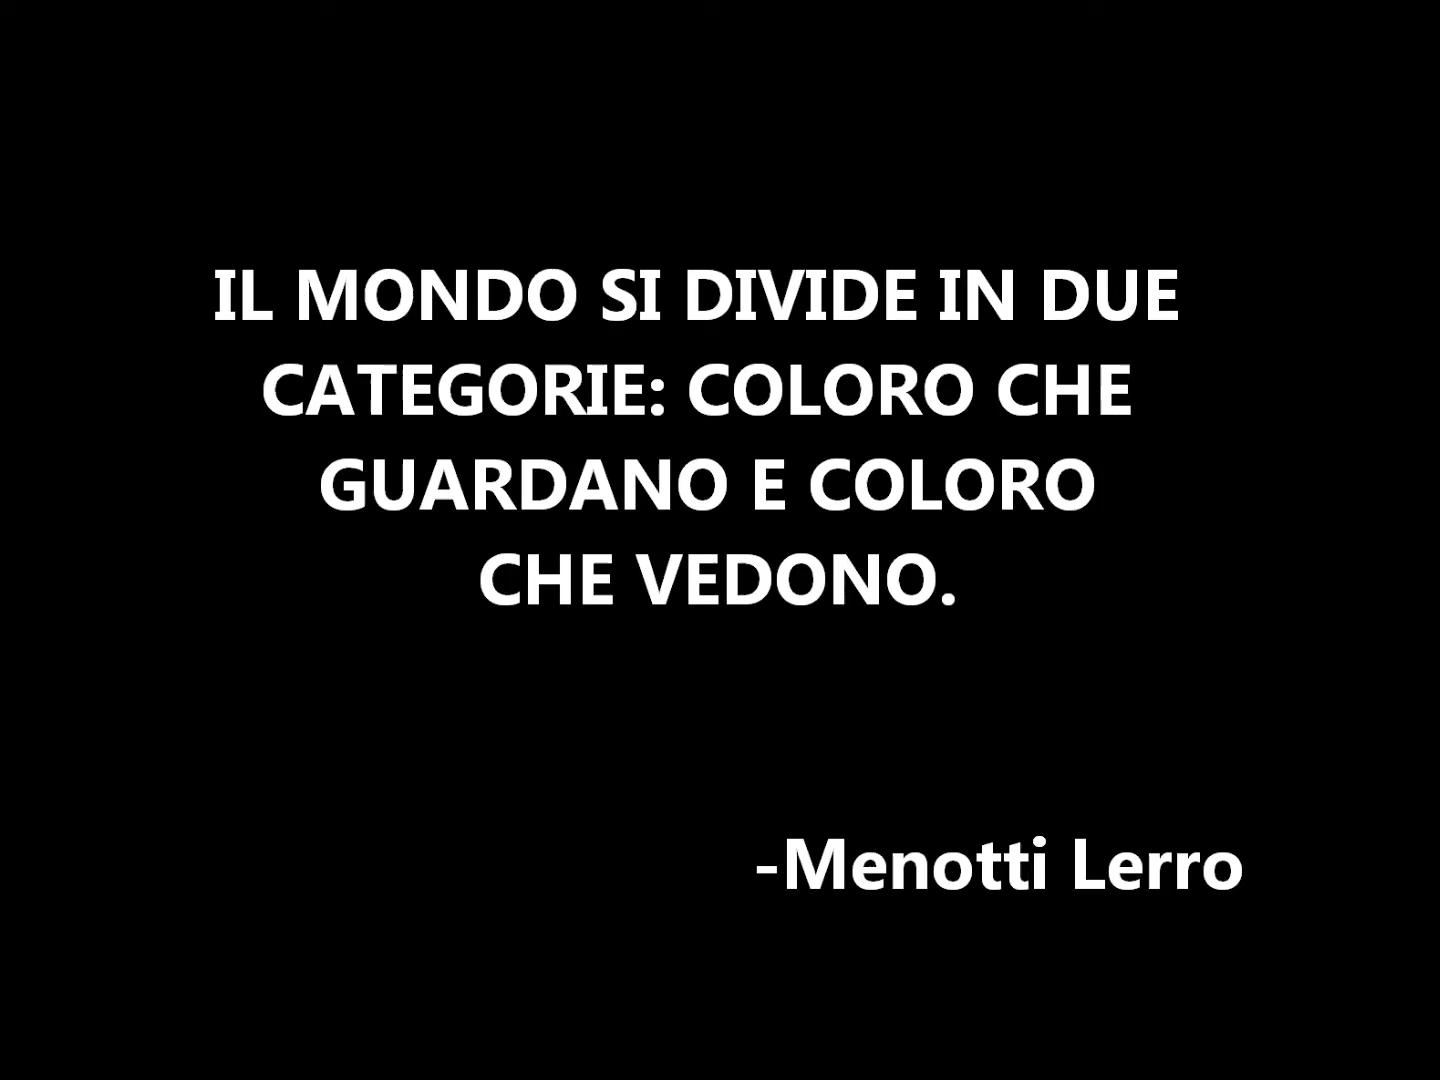 IL MONDO SI DIVIDE IN DUE
CATEGORIE: COLORO CHE
GUARDANO E COLORO
CHE VEDONO.
-Menotti Lerro